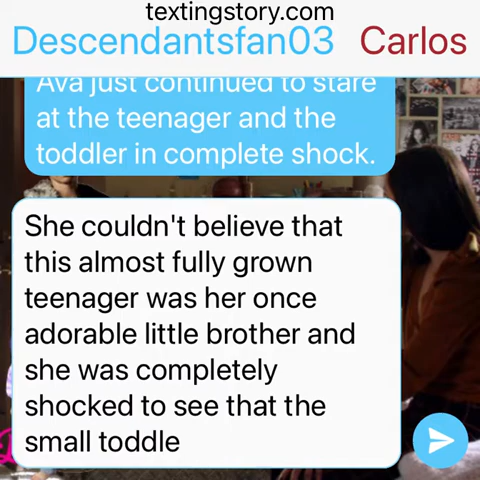 textingstory.com
Descendantsfan03 Carlos
Ava just continued to stare
at the teenager and the
toddler in complete shock.
She couldn't believe that
this almost fully grown
teenager was her once
adorable little brother and
she was completely
shocked to see that the
small toddle